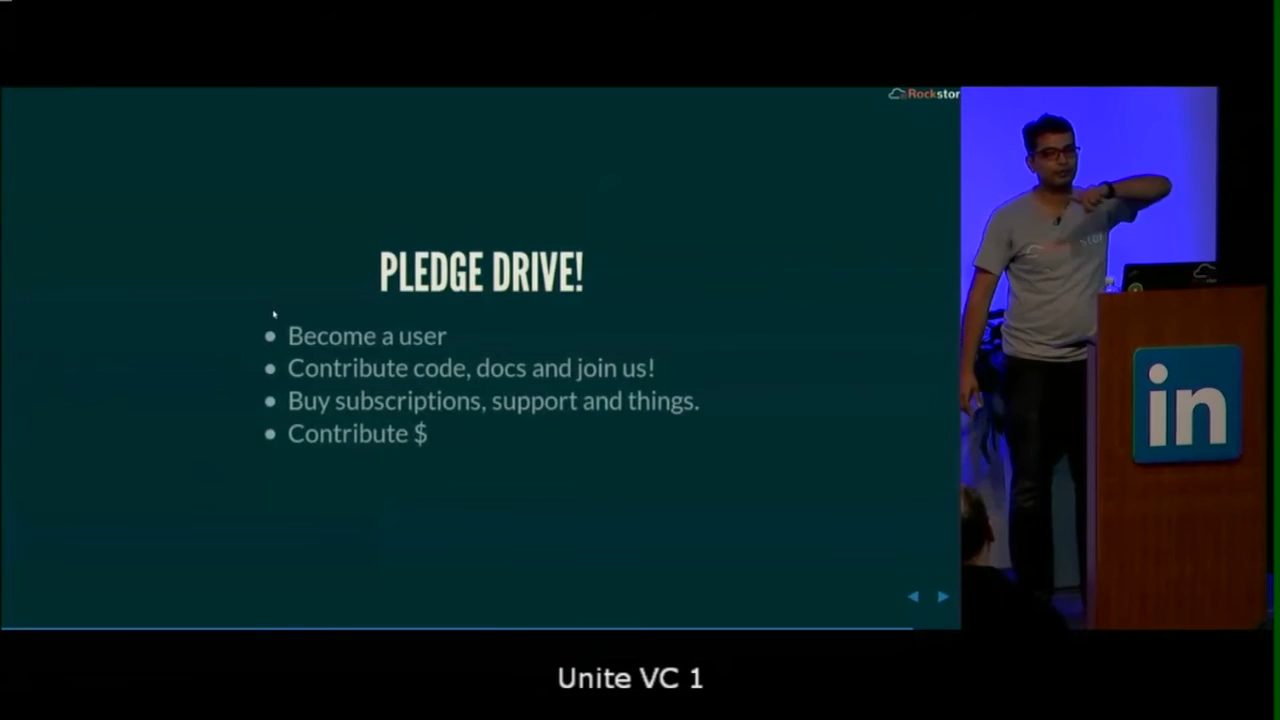 Rockstor
PLEDGE DRIVE!
Become a user
Contribute code, docs and join us!
Buy subscriptions, support and things.
Contribute $
in
Unite VC 1